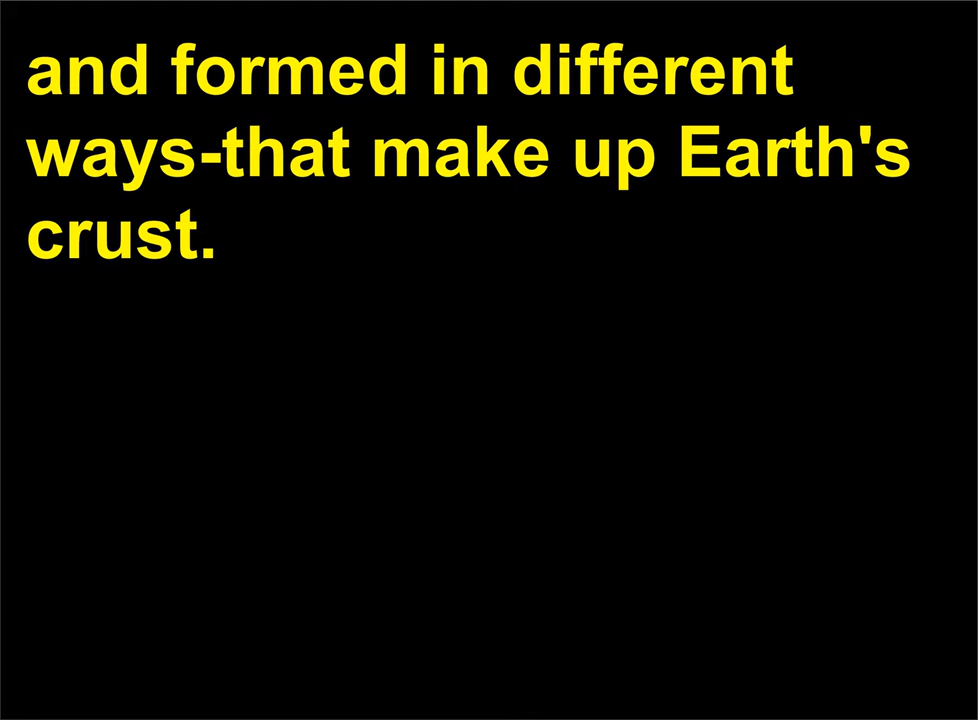 and formed in different
ways-that make up Earth's
crust.